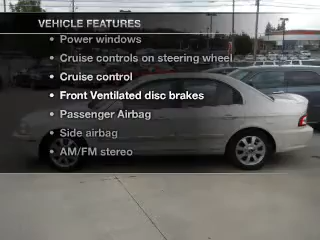 VEHICLE FEATURES
• Power windows
• Cruise controls on steering wheel
• Cruise control
• Front Ventilated disc brakes
• Passenger Airbag
• Side airbag
• AM/FM stereo